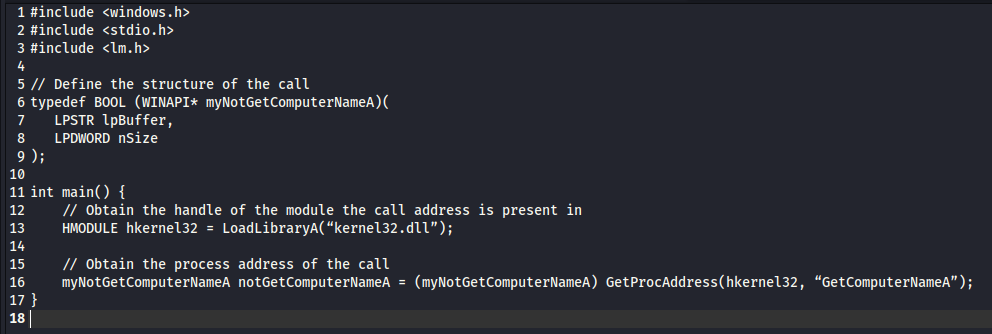 1 #include <windows.h>
2 #include <stdio.h>
3 #include <lm.h>
4
5 // Define the structure of the call
6 typedef BOOL (WINAPI* myNotGetComputerNameA)(
7    LPSTR lpBuffer,
8    LPDWORD nSize
9 );
10
11 int main() {
12     // Obtain the handle of the module the call address is present in
13     HMODULE hkernel32 = LoadLibraryA(“kernel32.dll”);
14
15     // Obtain the process address of the call
16     myNotGetComputerNameA notGetComputerNameA = (myNotGetComputerNameA) GetProcAddress(hkernel32, “GetComputerNameA”);
17 }
18